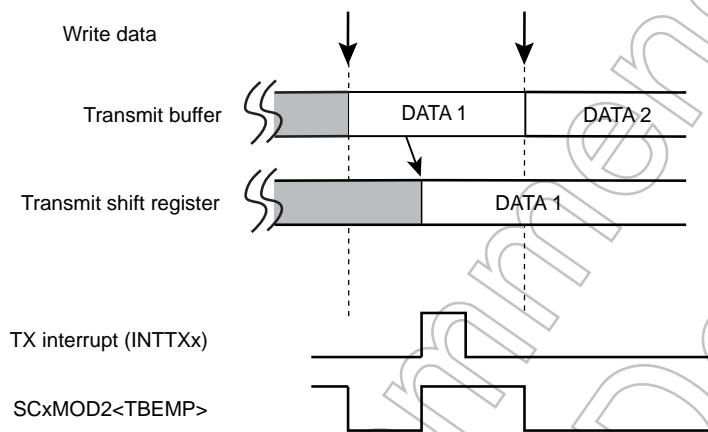 Write data
Transmit buffer
DATA 1
DATA 2
Transmit shift register
DATA 1
TX interrupt (INTTXx)
SCxMOD2<TBEMP>